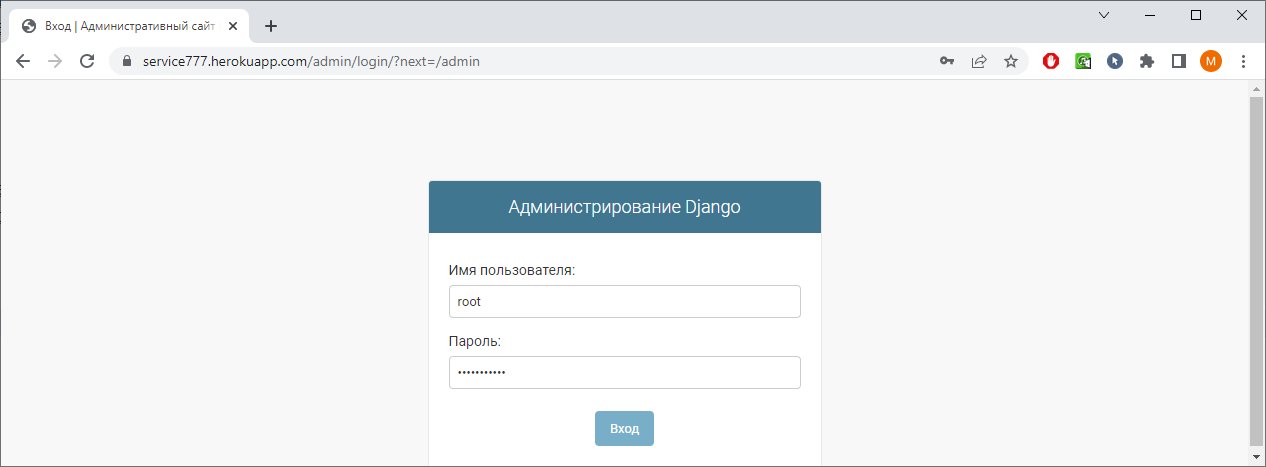 Вход | Административный сайт
service777.herokuapp.com/admin/login/?next=/admin
M
Администрирование Django
Имя пользователя:
root
Пароль:
•••••••••••
Вход